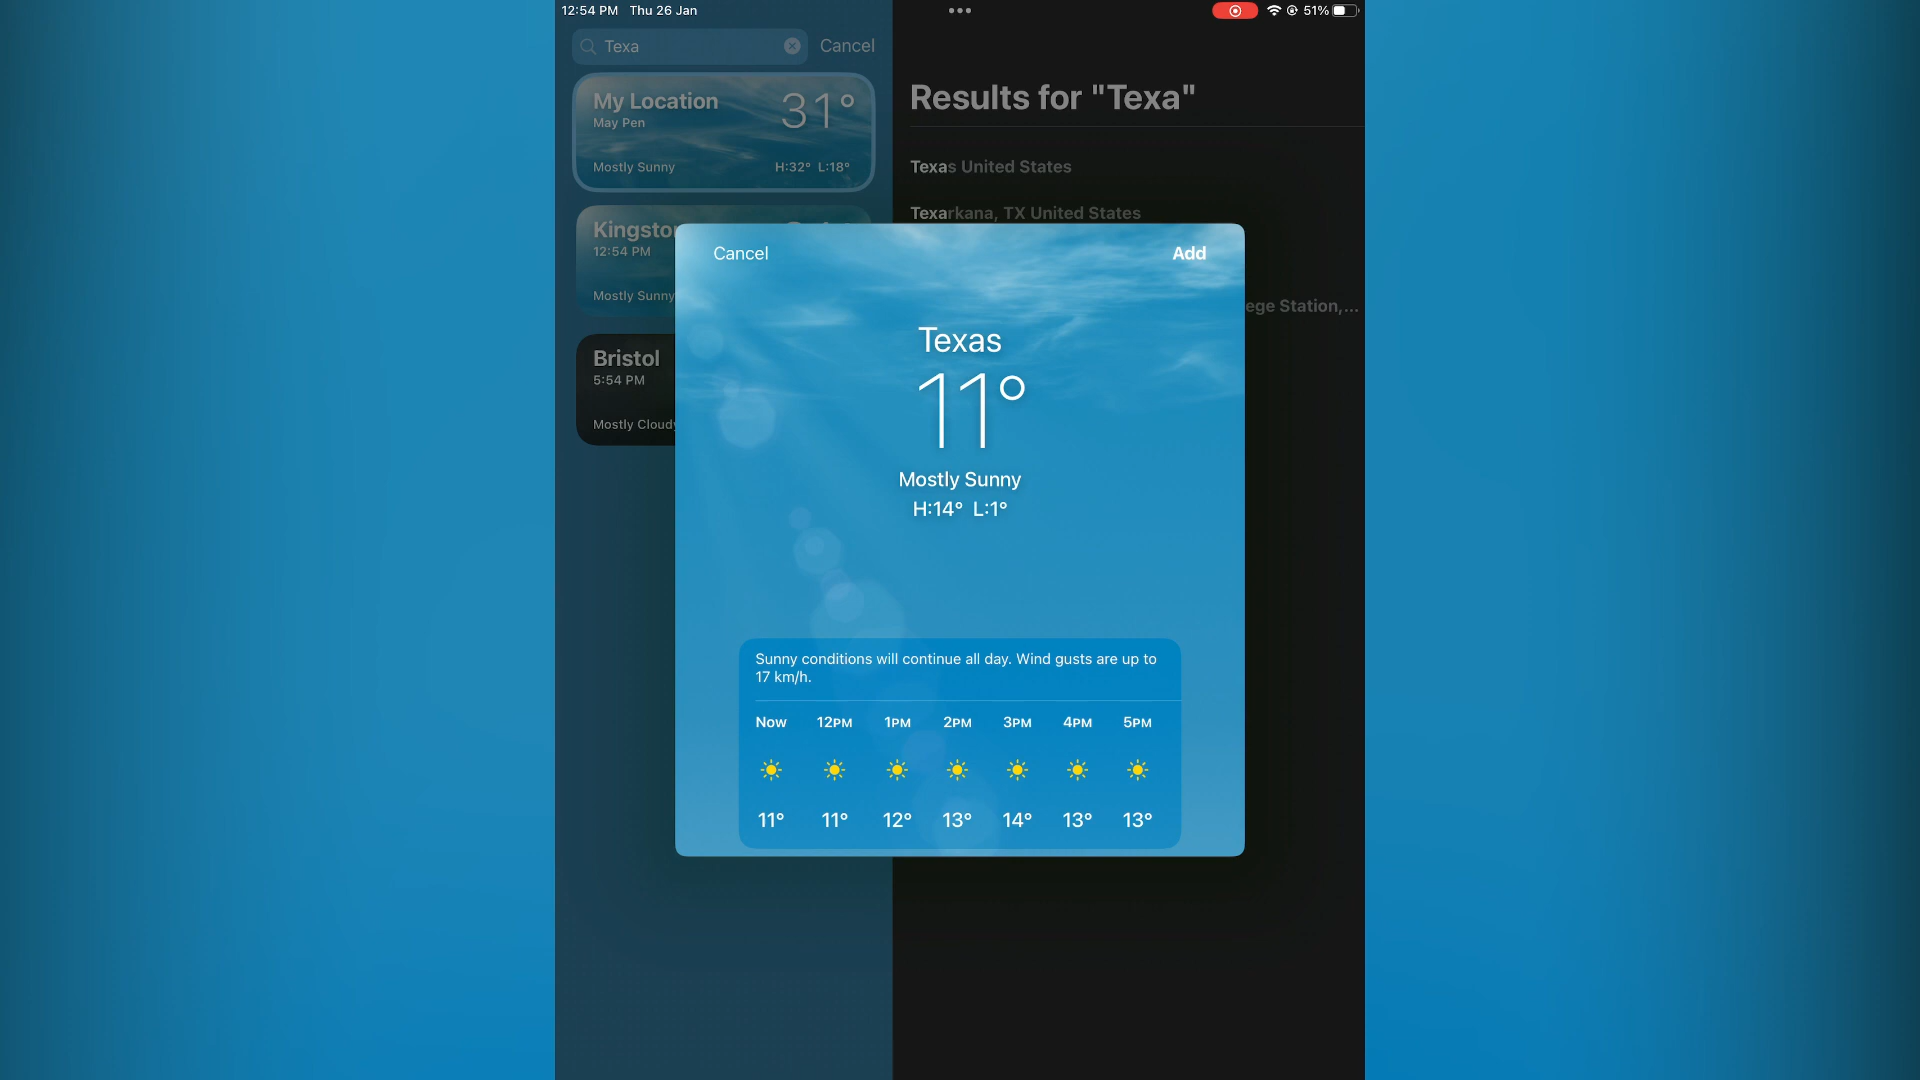 12:54 PM Thu 26 Jan
51%
Texa
Cancel
My Location
May Pen
31°
Mostly Sunny
H:32° L:18°
Kingsto
12:54 PM
Mostly Sunny
Bristol
5:54 PM
Mostly Cloudy
Results for "Texa"
Texas United States
Texarkana, TX United States
ege Station,...
Cancel
Add
Texas
11°
Mostly Sunny
H:14° L:1°
Sunny conditions will continue all day. Wind gusts are up to
17 km/h.
Now 12PM 1PM 2PM 3PM 4PM 5PM
11° 11° 12° 13° 14° 13° 13°